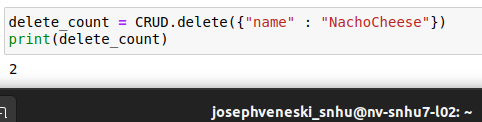 delete_count = CRUD.delete({"name" : "NachoCheese"})
print(delete_count)
2
josephveneski_snhu@nv-snhu7-l02: ~